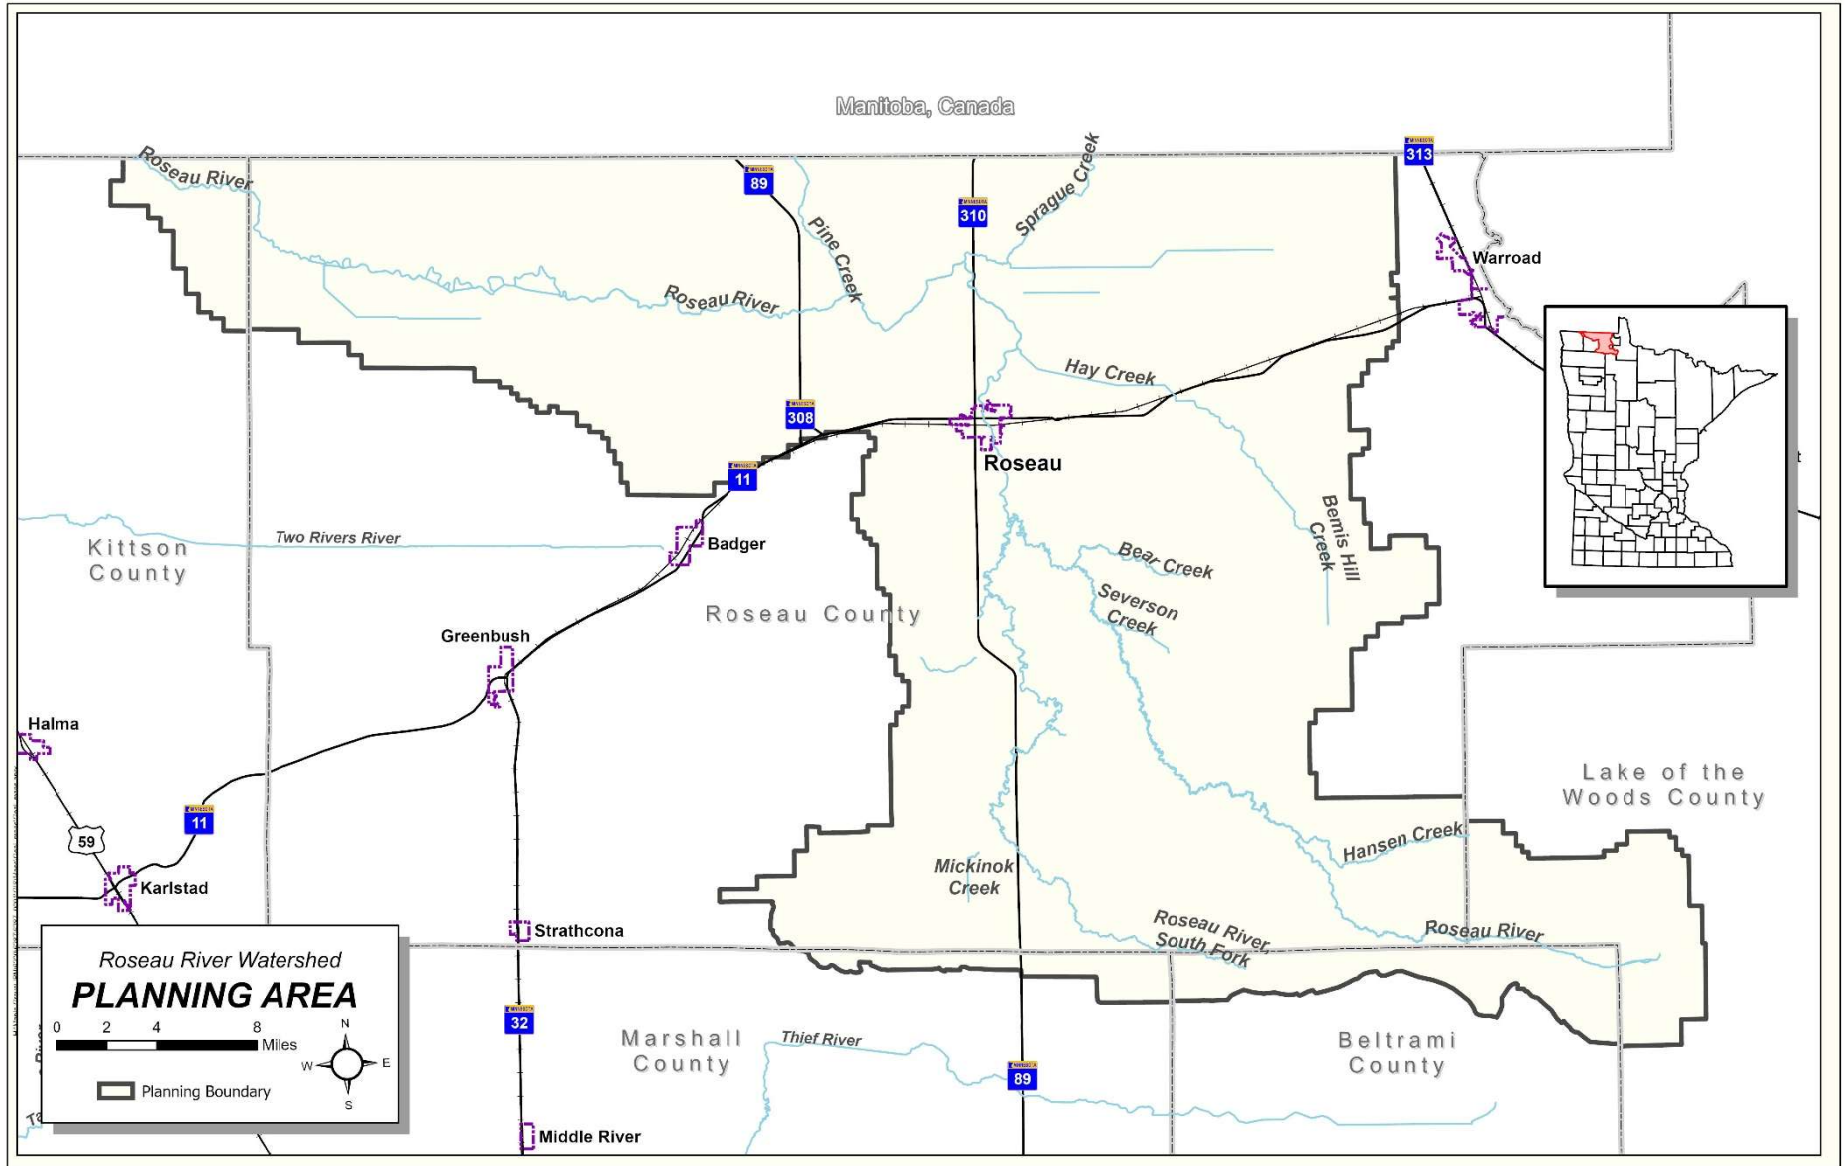 Manitoba, Canada
Roseau River
89
310
Pine Creek
Sprague Creek
313
Warroad
Roseau River
Hay Creek
308
Roseau
11
Bemis Hill
Creek
Two Rivers River
Kittson
County
Badger
Bear Creek
Severson
Creek
Roseau County
Greenbush
Halma
59
11
Karlstad
Lake of the
Woods County
Hansen Creek
Mickinok
Creek
Roseau River,
South Fork
Roseau River
Strathcona
32
Marshall
County
Thief River
89
Beltrami
County
Middle River
Roseau River Watershed
PLANNING AREA
0 2 4 8
Miles
N
W E
S
Planning Boundary